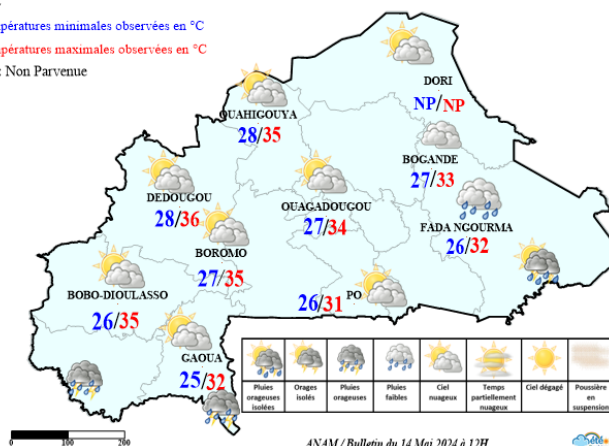 températures minimales observées en °C
températures maximales observées en °C
: Non Parvenue
DORI
NP/NP
OUAHIGOUYA
28/35
BOGANDE
27/33
DEDOUGOU
28/36
OUAGADOUGOU
27/34
FADA NGOURMA
26/32
BOROMO
27/35
BOBO-DIOULASSO
26/35
PO
26/31
GAOUA
25/32
Pluies orageuses isolées
Orages isolés
Pluies orageuses
Pluies faibles
Ciel nuageux
Temps partiellement nuageux
Ciel dégagé
Poussière en suspension
0 100 200
ANAM / Bulletin du 14 Mai 2024 à 12H